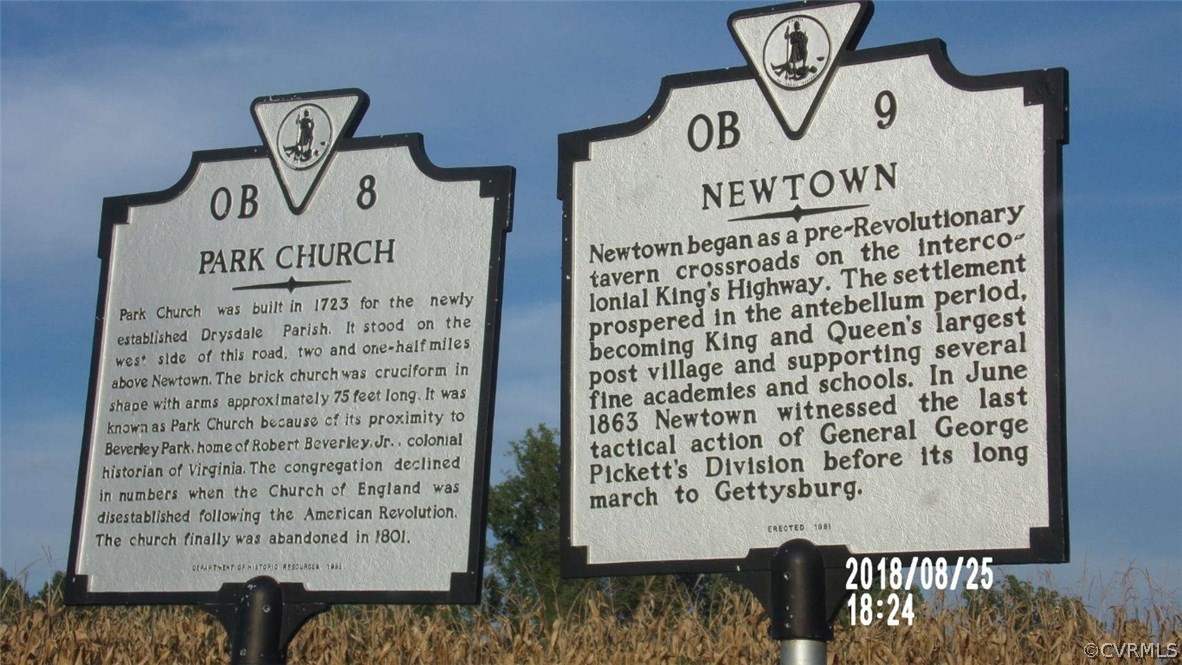 OB 8
PARK CHURCH
Park Church was built in 1723 for the newly
established Drysdale Parish. It stood on the
west side of this road, two and one-half miles
above Newtown. The brick church was cruciform in
shape with arms approximately 75 feet long. It was
known as Park Church because of its proximity to
Beverley Park, home of Robert Beverley, Jr., colonial
historian of Virginia. The congregation declined
in numbers when the Church of England was
disestablished following the American Revolution.
The church finally was abandoned in 1801.
DEPARTMENT OF HISTORIC RESOURCES
OB 9
NEWTOWN
Newtown began as a pre-Revolutionary
tavern crossroads on the interco-
lonial King's Highway. The settlement
prospered in the antebellum period,
becoming King and Queen's largest
post village and supporting several
fine academies and schools. In June
1863 Newtown witnessed the last
tactical action of General George
Pickett's Division before its long
march to Gettysburg.
ERECTED 1981
2018/08/25
18:24
©CVRMLS